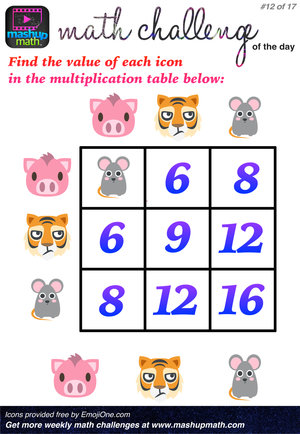 #12 of 17
mashup
math
math challenge
of the day
Find the value of each icon
in the multiplication table below:
6 8
6 9 12
8 12 16
Icons provided free by EmojiOne.com
Get more weekly math challenges at www.mashupmath.com